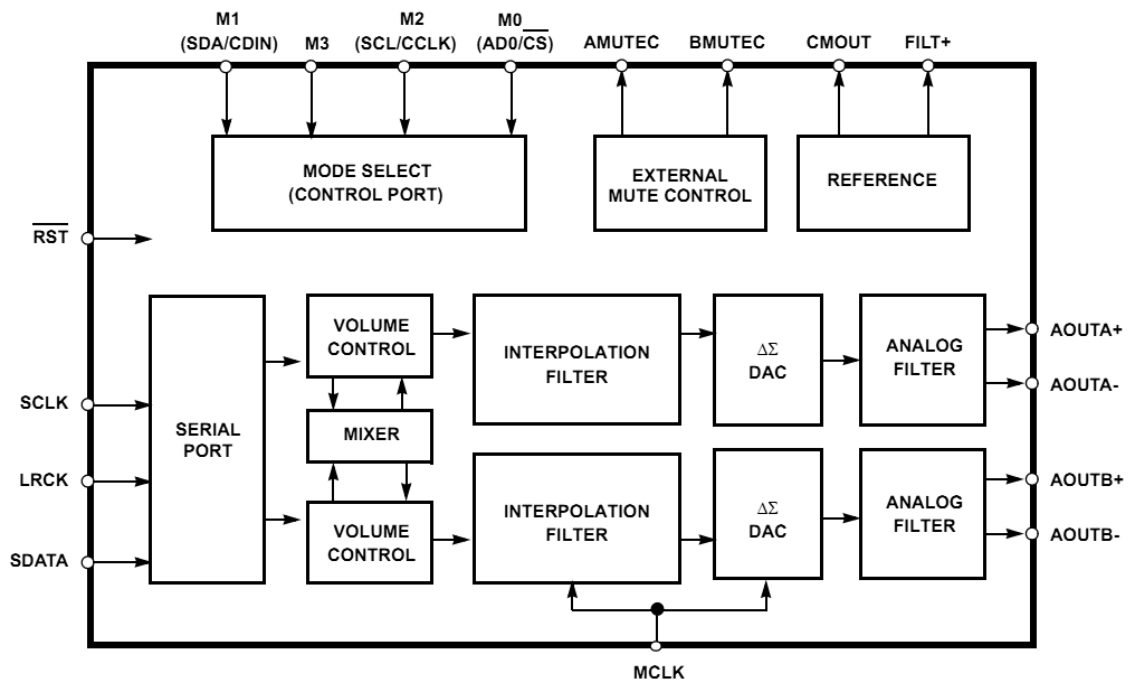 M1
(SDA/CDIN)
M3
M2
(SCL/CCLK)
M0
(AD0/C̅S̅)
AMUTEC
BMUTEC
CMOUT
FILT+
MODE SELECT
(CONTROL PORT)
EXTERNAL
MUTE CONTROL
REFERENCE
R̅S̅T̅
SCLK
LRCK
SDATA
SERIAL
PORT
VOLUME
CONTROL
MIXER
VOLUME
CONTROL
INTERPOLATION
FILTER
INTERPOLATION
FILTER
ΔΣ
DAC
ΔΣ
DAC
ANALOG
FILTER
ANALOG
FILTER
AOUTA+
AOUTA-
AOUTB+
AOUTB-
MCLK